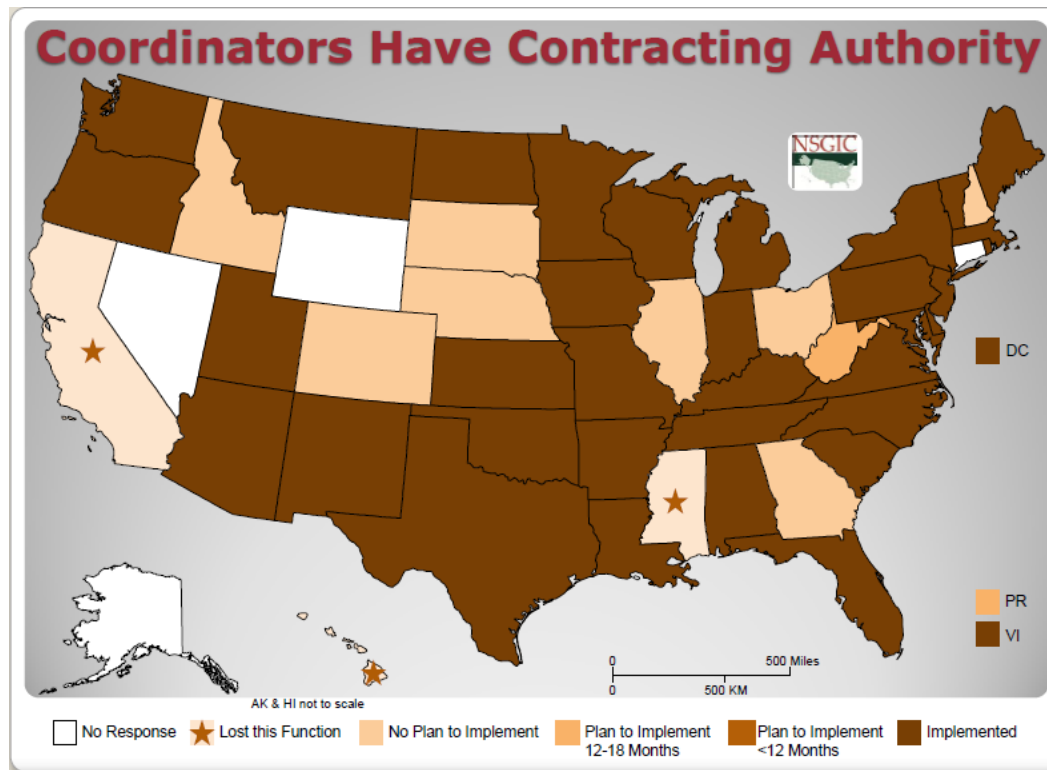 Coordinators Have Contracting Authority
NSGIC
DC
PR
VI
0 500 Miles
0 500 KM
AK & HI not to scale
No Response
Lost this Function
No Plan to Implement
Plan to Implement
12-18 Months
Plan to Implement
<12 Months
Implemented